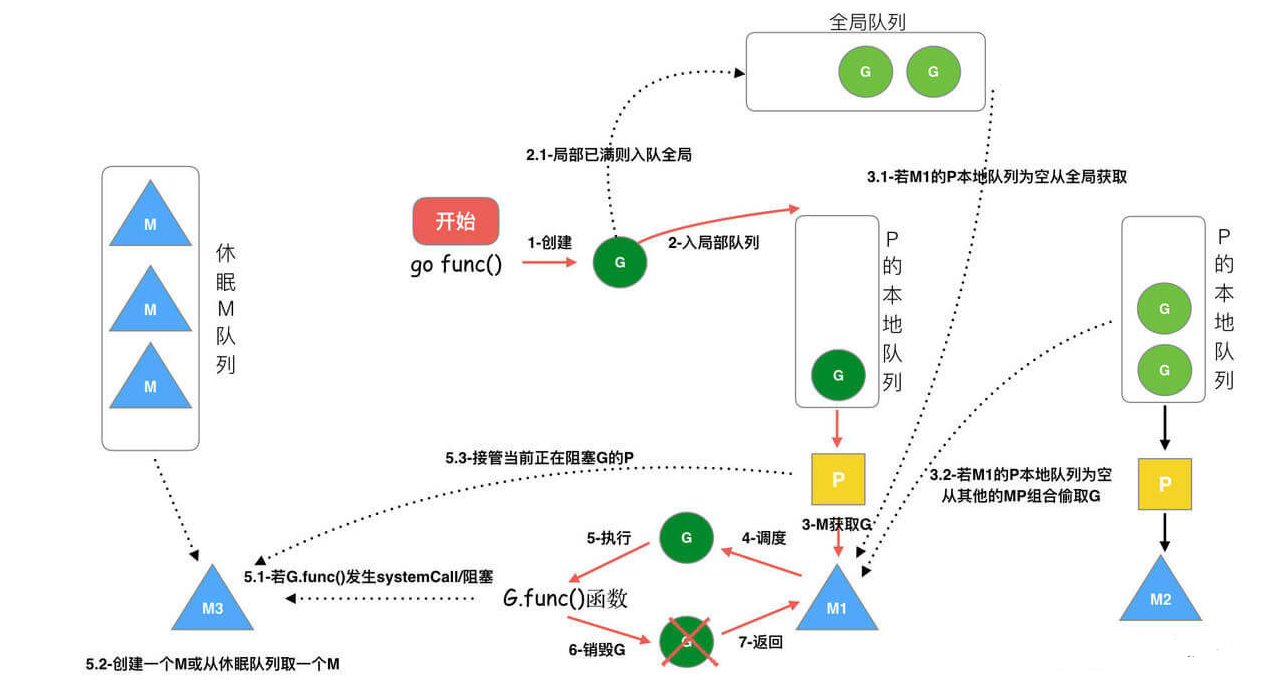 全局队列
G
G
2.1-局部已满则入队全局
3.1-若M1的P本地队列为空从全局获取
M
M
M
休眠M队列
开始
go func()
1-创建
G
2-入局部队列
P的本地队列
G
P的本地队列
G
G
5.3-接管当前正在阻塞G的P
P
3.2-若M1的P本地队列为空
从其他的MP组合偷取G
P
3-M获取G
5-执行
G
4-调度
5.1-若G.func()发生systemCall/阻塞
M3
G.func()函数
M1
M2
6-销毁G
G
7-返回
5.2-创建一个M或从休眠队列取一个M